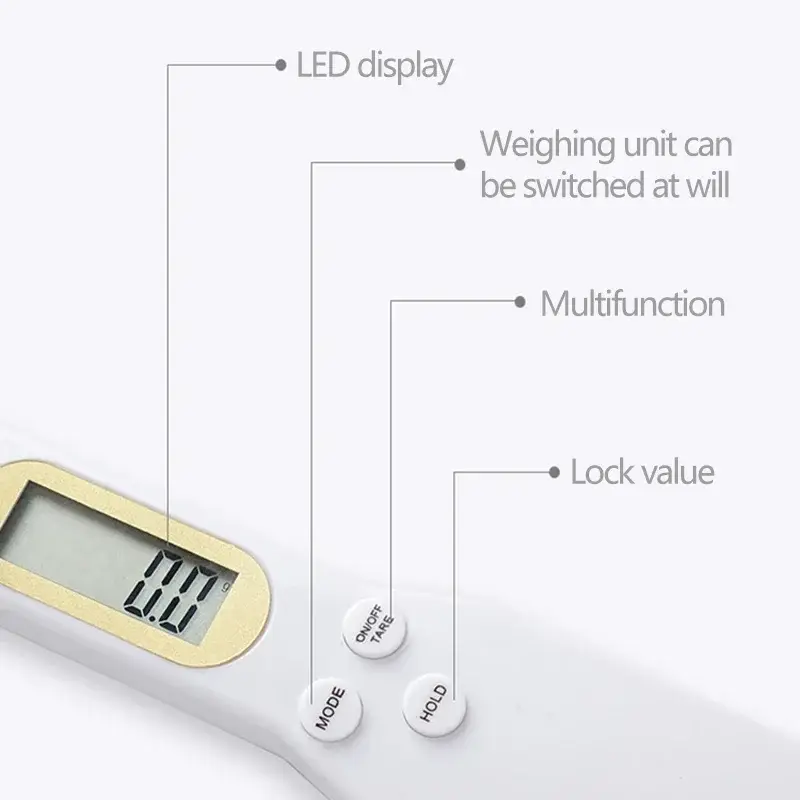 LED display
Weighing unit can
be switched at will
Multifunction
Lock value
0.0 g
ON/OFF
TARE
MODE
HOLD